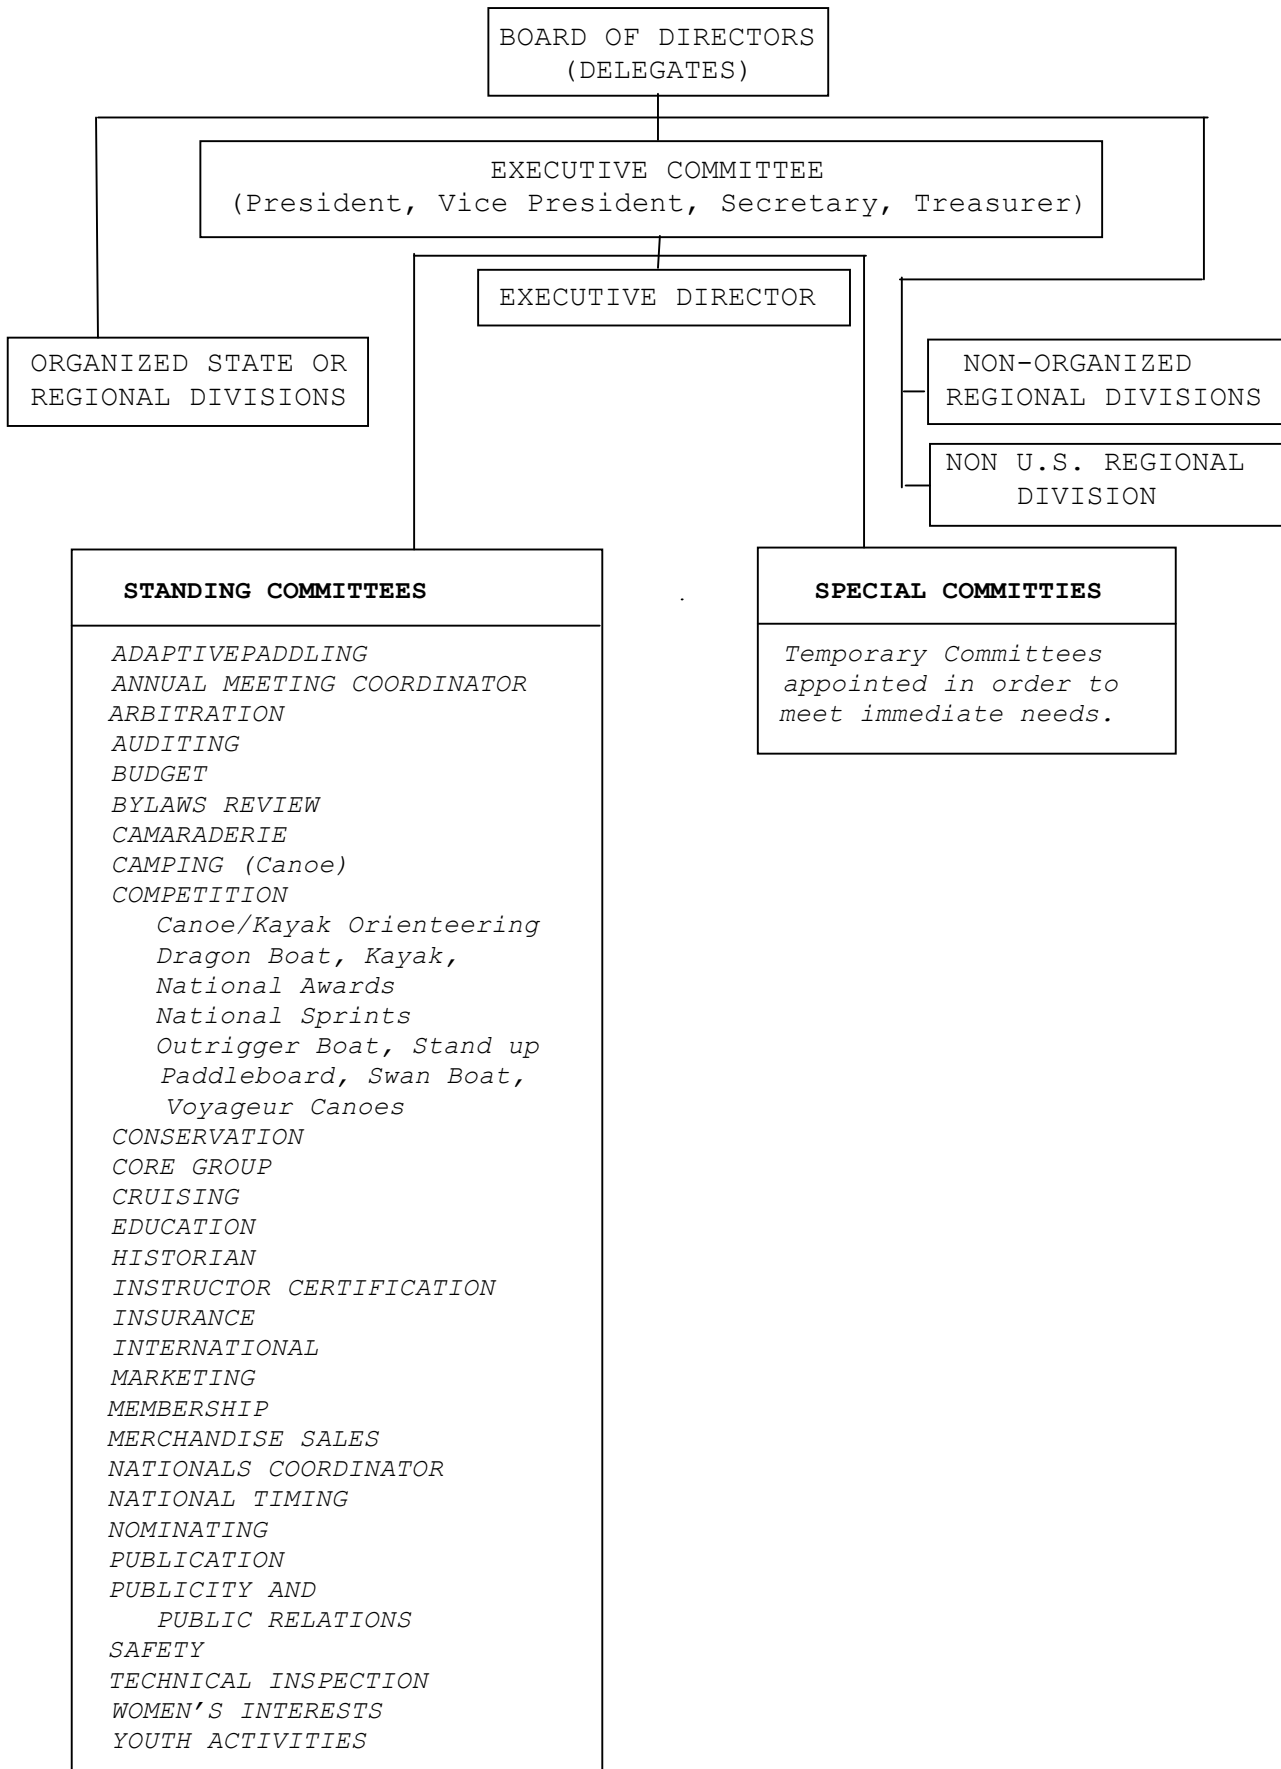 BOARD OF DIRECTORS
(DELEGATES)
EXECUTIVE COMMITTEE
(President, Vice President, Secretary, Treasurer)
EXECUTIVE DIRECTOR
ORGANIZED STATE OR
REGIONAL DIVISIONS
NON-ORGANIZED
REGIONAL DIVISIONS
NON U.S. REGIONAL
DIVISION
STANDING COMMITTEES
ADAPTIVEPADDLING
ANNUAL MEETING COORDINATOR
ARBITRATION
AUDITING
BUDGET
BYLAWS REVIEW
CAMARADERIE
CAMPING (Canoe)
COMPETITION
Canoe/Kayak Orienteering
Dragon Boat, Kayak,
National Awards
National Sprints
Outrigger Boat, Stand up
Paddleboard, Swan Boat,
Voyageur Canoes
CONSERVATION
CORE GROUP
CRUISING
EDUCATION
HISTORIAN
INSTRUCTOR CERTIFICATION
INSURANCE
INTERNATIONAL
MARKETING
MEMBERSHIP
MERCHANDISE SALES
NATIONALS COORDINATOR
NATIONAL TIMING
NOMINATING
PUBLICATION
PUBLICITY AND
PUBLIC RELATIONS
SAFETY
TECHNICAL INSPECTION
WOMEN’S INTERESTS
YOUTH ACTIVITIES
.
SPECIAL COMMITTIES
Temporary Committees
appointed in order to
meet immediate needs.